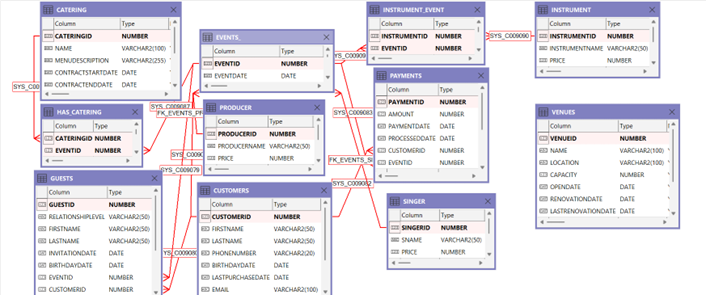 CATERING
Column Type
CATERINGID NUMBER
NAME VARCHAR2(100)
MENUDESCRIPTION VARCHAR2(255)
CONTRACTSTARTDATE DATE
CONTRACTENDDATE DATE
EVENTS_
Column Type
EVENTID NUMBER
EVENTDATE DATE
INSTRUMENT_EVENT
Column Type
INSTRUMENTID NUMBER
EVENTID NUMBER
SYS_C009090
INSTRUMENT
Column Type
INSTRUMENTID NUMBER
INSTRUMENTNAME VARCHAR2(50)
PRICE NUMBER
SYS_C00
SYS_C00909
HAS_CATERING
Column Type
CATERINGID NUMBER
EVENTID NUMBER
SYS_C009087
FK_EVENTS_PR
PRODUCER
Column Type
PRODUCERID NUMBER
PRODUCERNAME VARCHAR2(50)
PRICE NUMBER
SYS_C009083
PAYMENTS
Column Type
PAYMENTID NUMBER
AMOUNT NUMBER
PAYMENTDATE DATE
PROCESSEDDATE DATE
CUSTOMERID NUMBER
EVENTID NUMBER
VENUES
Column Type
VENUEID NUMBER
NAME VARCHAR2(100)
LOCATION VARCHAR2(100)
CAPACITY NUMBER
OPENDATE DATE
RENOVATIONDATE DATE
LASTRENOVATIONDATE DATE
SYS_C009079
FK_EVENTS_SI
SYS_C009082
GUESTS
Column Type
GUESTID NUMBER
RELATIONSHIPLEVEL VARCHAR2(50)
FIRSTNAME VARCHAR2(50)
LASTNAME VARCHAR2(50)
INVITATIONDATE DATE
BIRTHDAYDATE DATE
EVENTID NUMBER
CUSTOMERID NUMBER
CUSTOMERS
Column Type
CUSTOMERID NUMBER
FIRSTNAME VARCHAR2(50)
LASTNAME VARCHAR2(50)
PHONENUMBER VARCHAR2(20)
BIRTHDAYDATE DATE
LASTPURCHASEDATE DATE
EMAIL VARCHAR2(100)
SINGER
Column Type
SINGERID NUMBER
SNAME VARCHAR2(50)
PRICE NUMBER